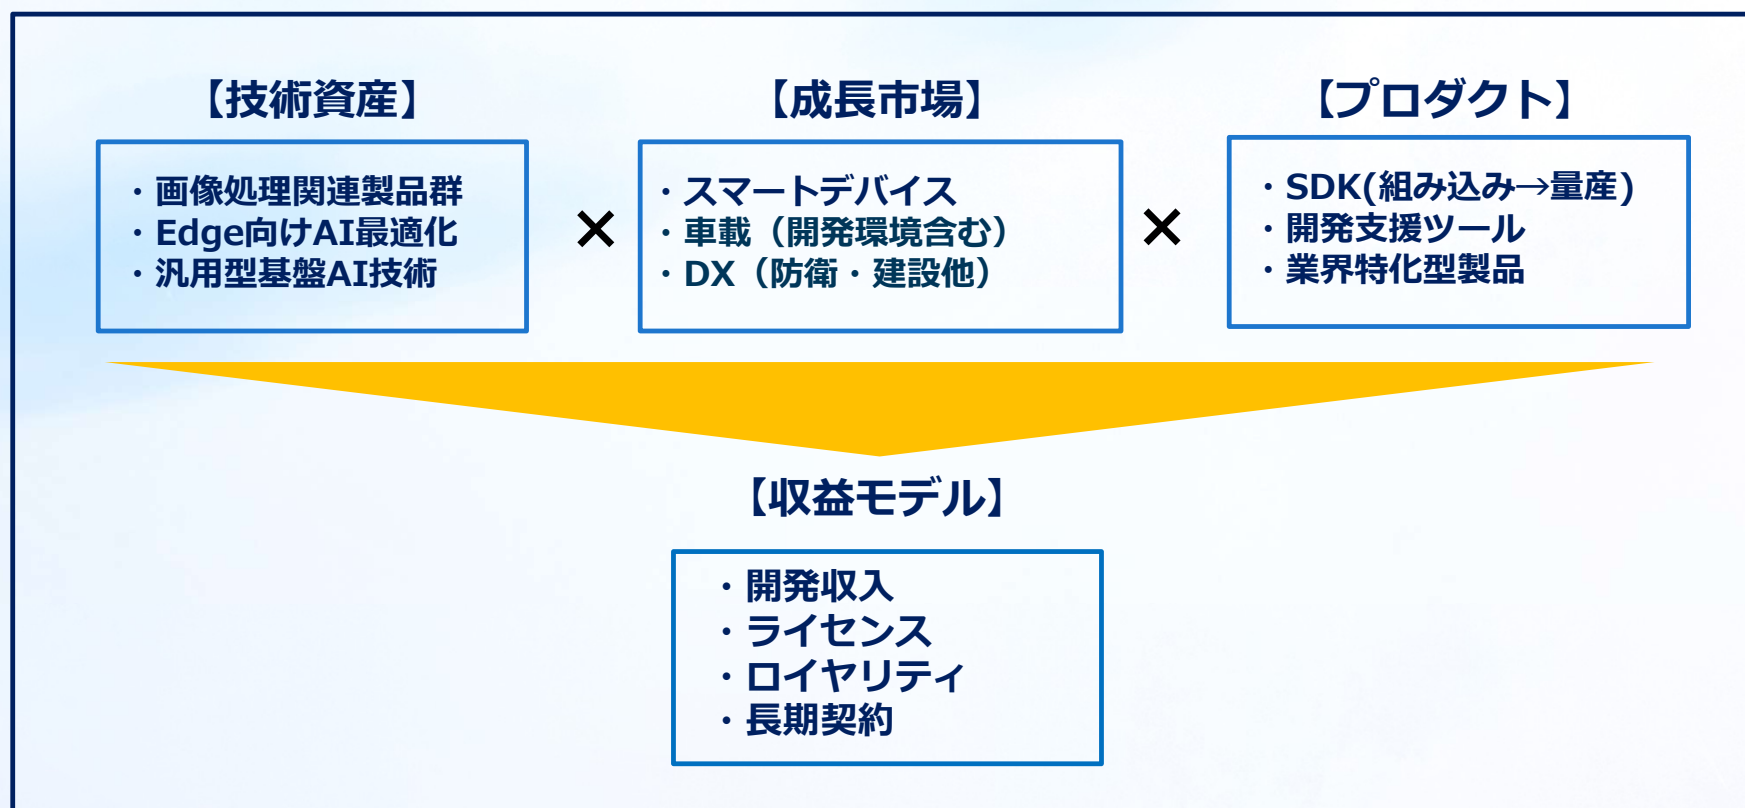 【技術資産】
・画像処理関連製品群
・Edge向けAI最適化
・汎用型基盤AI技術
×
【成長市場】
・スマートデバイス
・車載（開発環境含む）
・DX（防衛・建設他）
×
【プロダクト】
・SDK(組み込み→量産)
・開発支援ツール
・業界特化型製品
【収益モデル】
・開発収入
・ライセンス
・ロイヤリティ
・長期契約